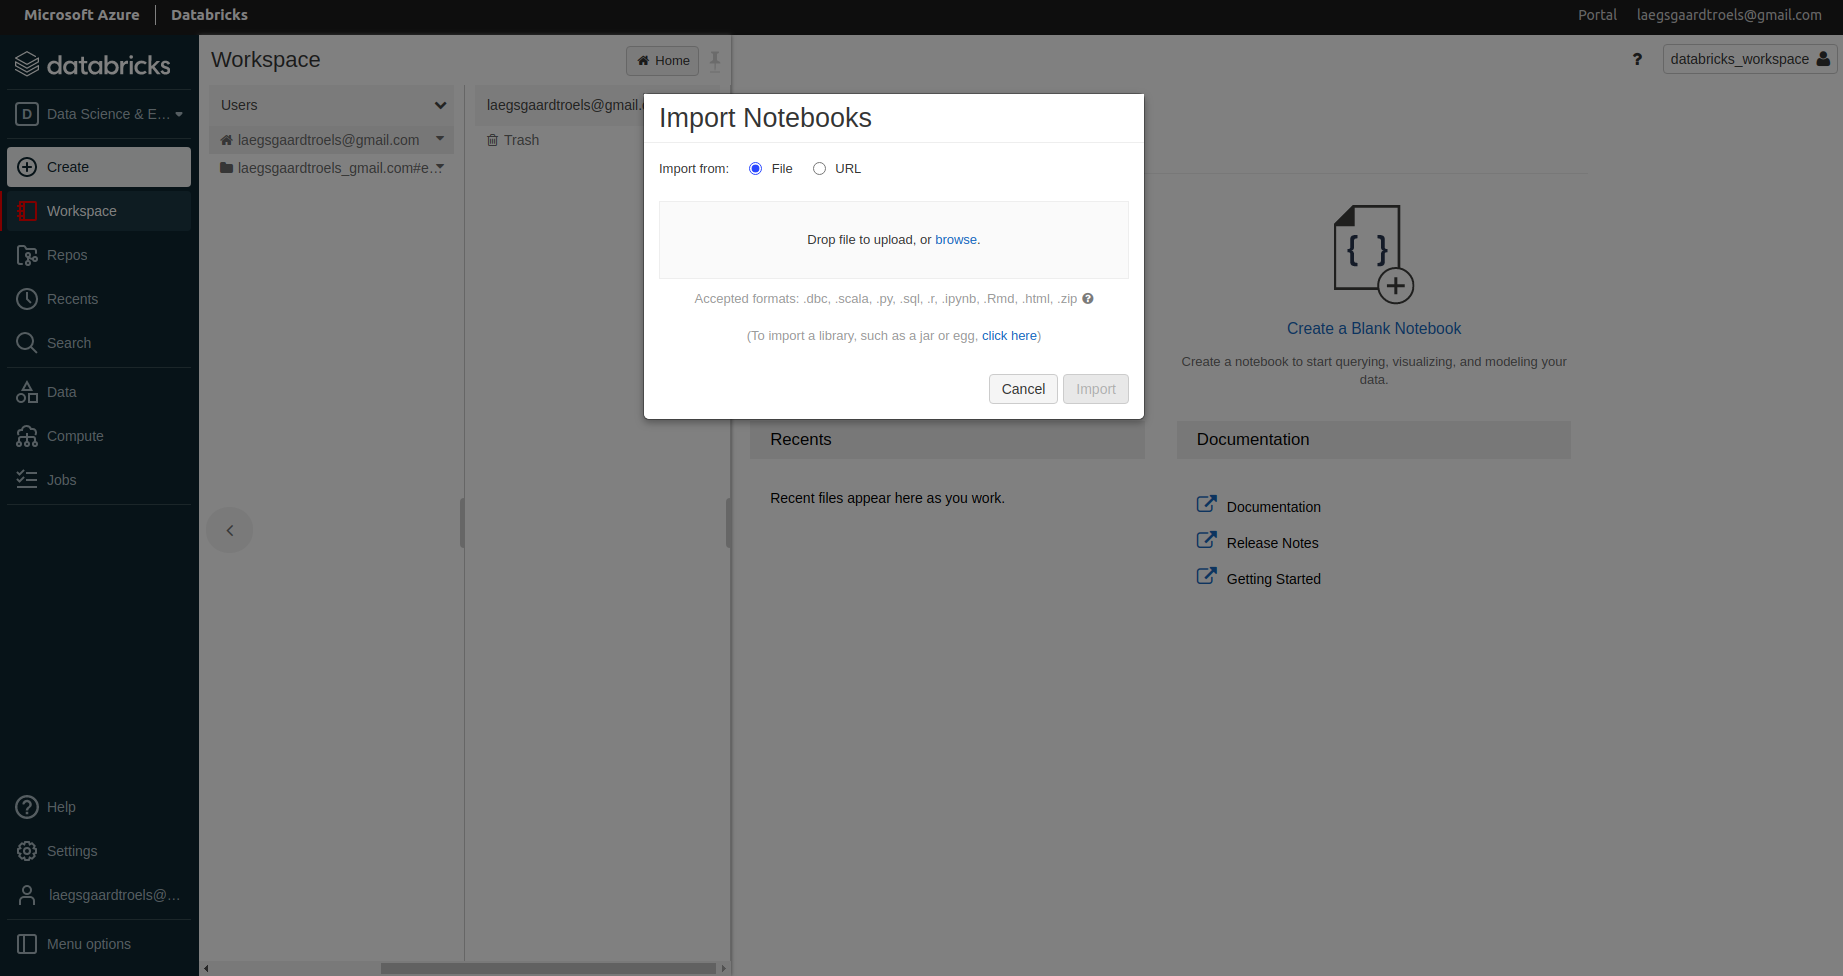 Microsoft Azure Databricks Portal laegsgaardtroels@gmail.com
databricks
D Data Science & E...
Create
Workspace
Repos
Recents
Search
Data
Compute
Jobs
Help
Settings
laegsgaardtroels@...
Menu options
Workspace Home
Users
laegsgaardtroels@gmail.com
laegsgaardtroels_gmail.com#e...
laegsgaardtroels@gmail.
Trash
? databricks_workspace
Import Notebooks
Import from: File URL
Drop file to upload, or browse.
Accepted formats: .dbc, .scala, .py, .sql, .r, .ipynb, .Rmd, .html, .zip ?
(To import a library, such as a jar or egg, click here)
Cancel Import
{ }
Create a Blank Notebook
Create a notebook to start querying, visualizing, and modeling your
data.
Recents
Recent files appear here as you work.
Documentation
Documentation
Release Notes
Getting Started